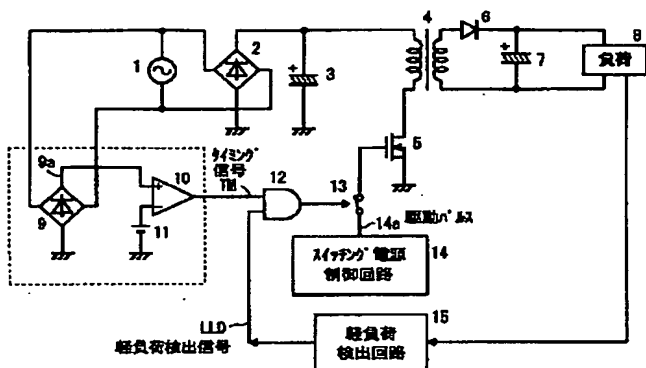 1
2
3
4
6
7
8
負荷
5
9a
9
10
11
タイミング
信号
TM
12
13
14a
駆動パルス
スイッチング電源
制御回路
14
LLD
軽負荷検出信号
15
軽負荷
検出回路